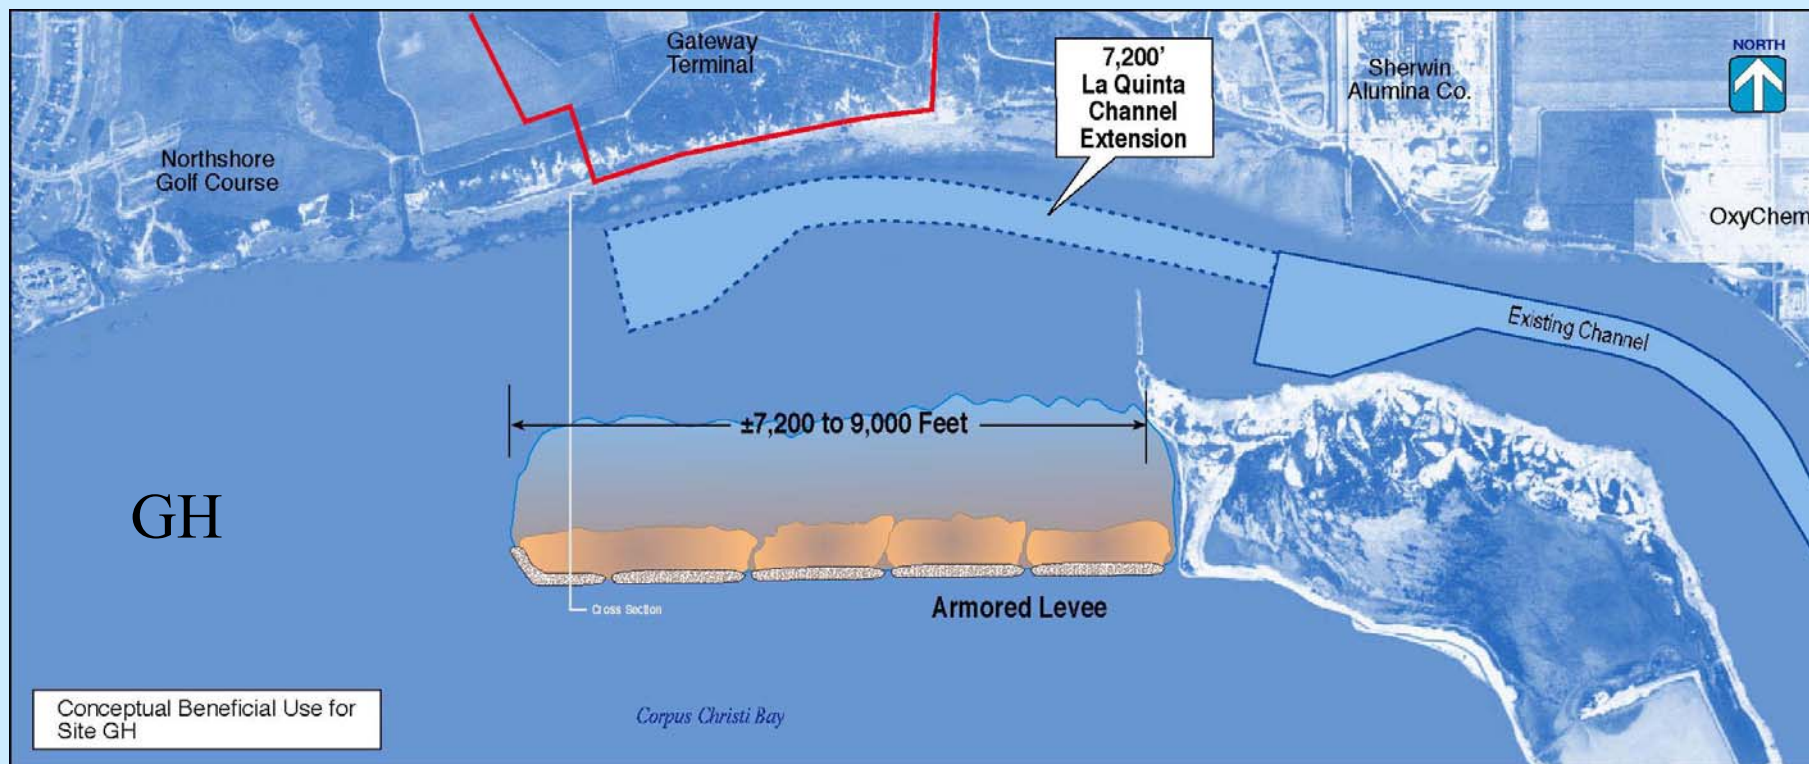 Gateway
Terminal
7,200’
La Quinta
Channel
Extension
Sherwin
Alumina Co.
NORTH
Northshore
Golf Course
OxyChem
Existing Channel
±7,200 to 9,000 Feet
GH
Cross Section
Armored Levee
Conceptual Beneficial Use for
Site GH
Corpus Christi Bay